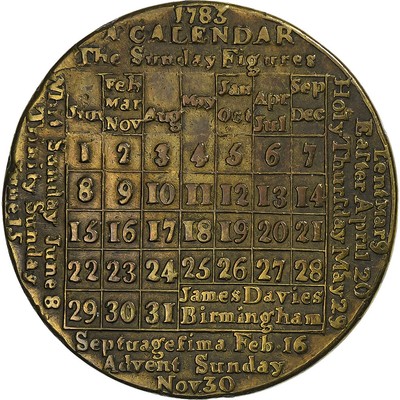 1783
A CALENDAR
The Sunday Figures
Feb Jan Sep
Mar May Apr
Jun Nov Aug Oct Jul Dec
1 2 3 4 5 6 7
8 9 10 11 12 13 14
15 16 17 18 19 20 21
22 23 24 25 26 27 28
29 30 31 James Davies
Birmingham
Septuagesima Feb 16
Advent Sunday
Nov 30
Whit Sunday June 8
Trinity Sunday
June 15
Holy Thursday May 29
Easter April 20